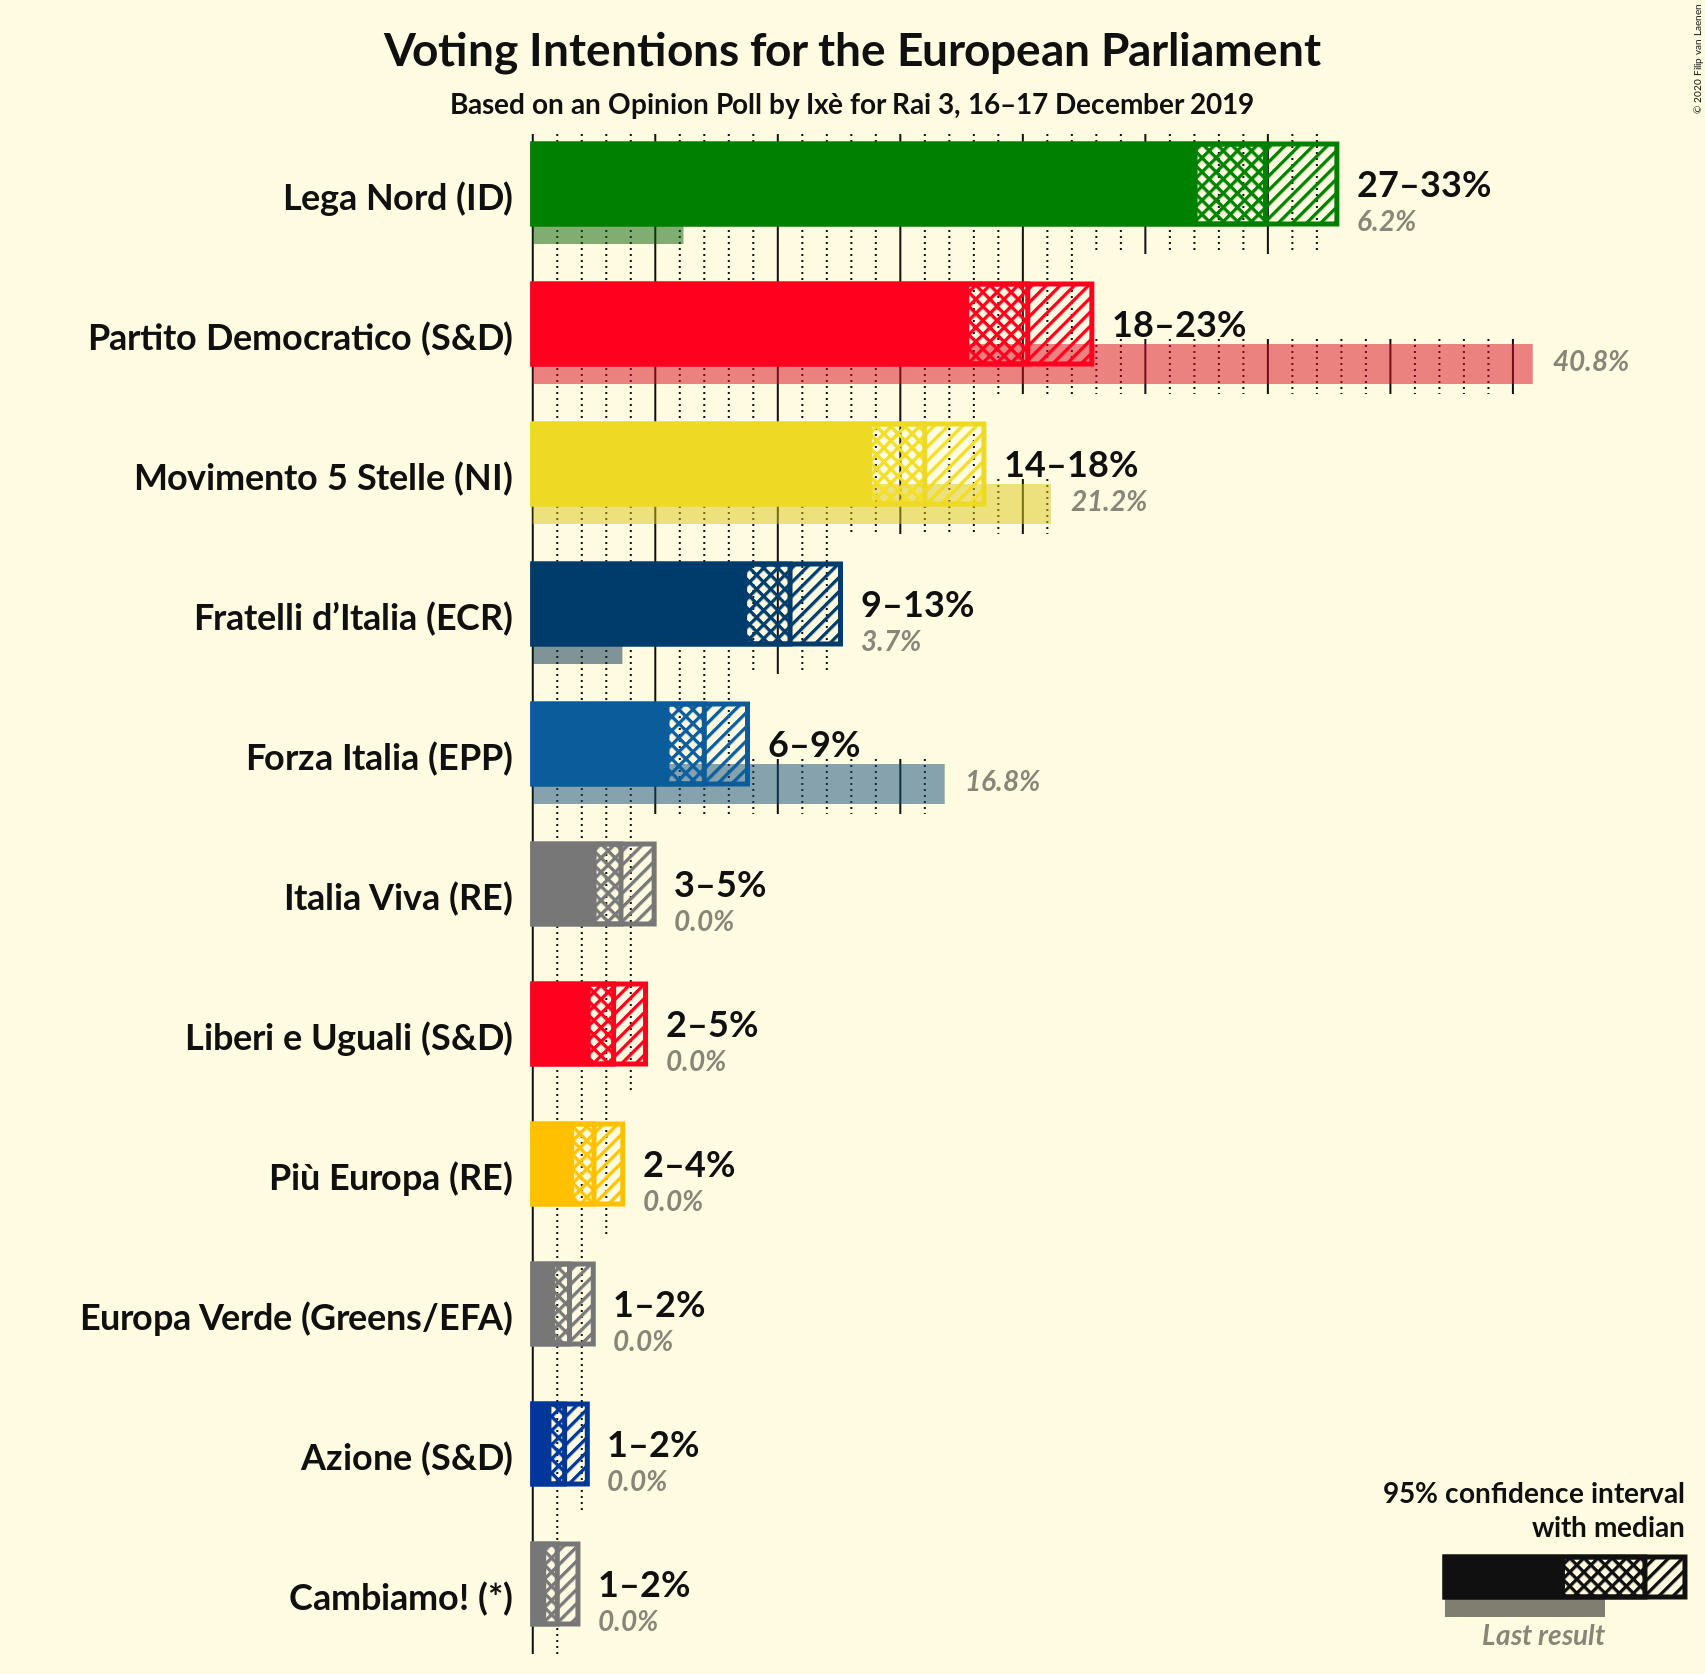 Voting Intentions for the European Parliament
Based on an Opinion Poll by Ixè for Rai 3, 16–17 December 2019
© 2020 Filip van Laenen
Lega Nord (ID)
27–33%
6.2%
Partito Democratico (S&D)
18–23%
40.8%
Movimento 5 Stelle (NI)
14–18%
21.2%
Fratelli d’Italia (ECR)
9–13%
3.7%
Forza Italia (EPP)
6–9%
16.8%
Italia Viva (RE)
3–5%
0.0%
Liberi e Uguali (S&D)
2–5%
0.0%
Più Europa (RE)
2–4%
0.0%
Europa Verde (Greens/EFA)
1–2%
0.0%
Azione (S&D)
1–2%
0.0%
Cambiamo! (*)
1–2%
0.0%
95% confidence interval
with median
Last result